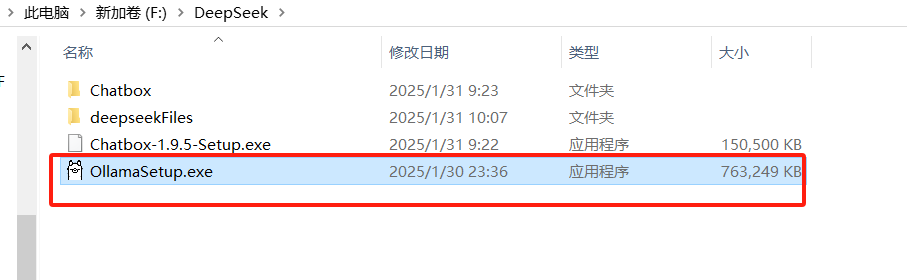 此电脑 > 新加卷 (F:) > DeepSeek >
名称 修改日期 类型 大小
Chatbox 2025/1/31 9:23 文件夹
deepseekFiles 2025/1/31 10:07 文件夹
Chatbox-1.9.5-Setup.exe 2025/1/31 9:22 应用程序 150,500 KB
OllamaSetup.exe 2025/1/30 23:36 应用程序 763,249 KB